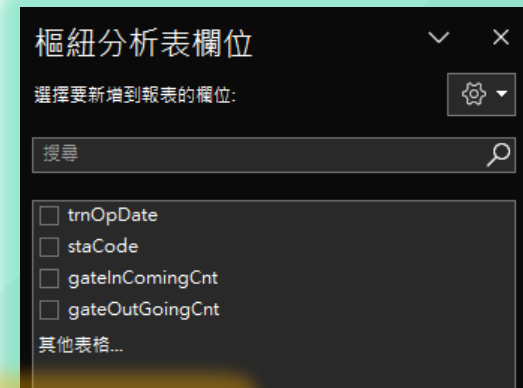 樞紐分析表欄位
選擇要新增到報表的欄位:
搜尋
trnOpDate
staCode
gateInComingCnt
gateOutGoingCnt
其他表格...